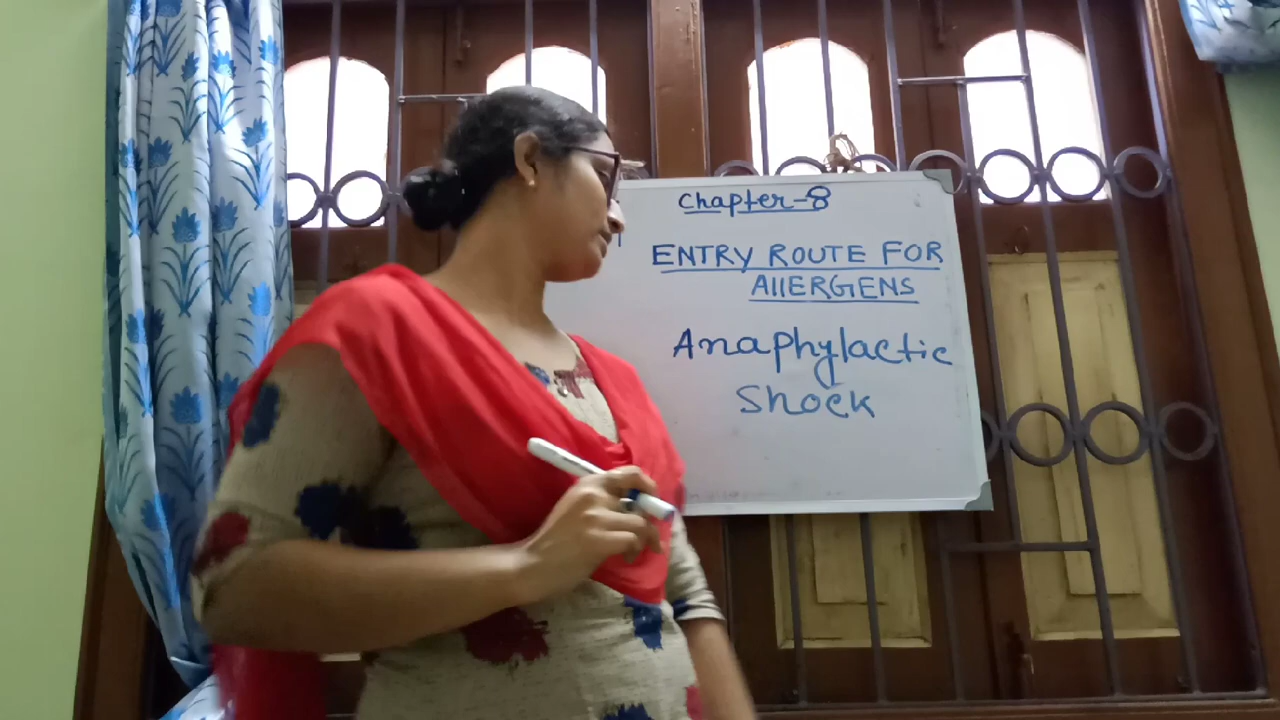 Chapter-8
ENTRY ROUTE FOR
AllERGENS
Anaphylactic
Shock